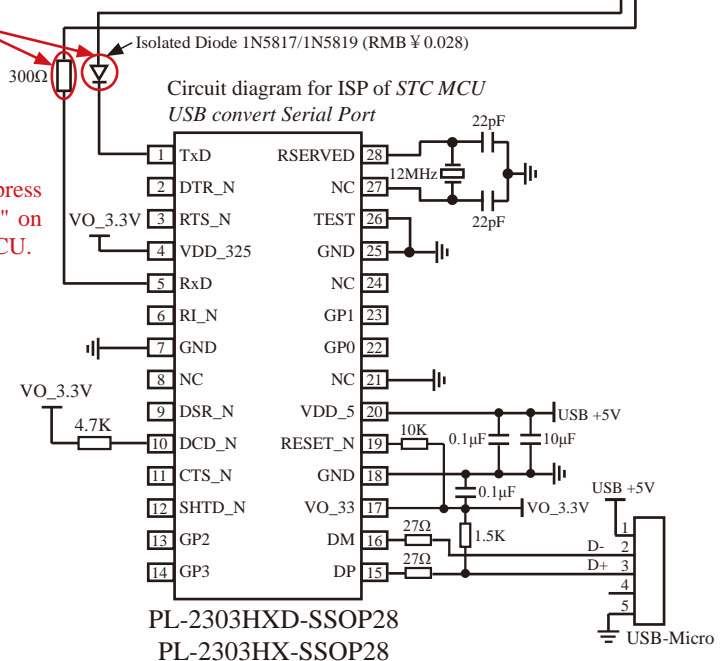 Isolated Diode 1N5817/1N5819 (RMB ¥ 0.028)
300Ω
Circuit diagram for ISP of STC MCU
USB convert Serial Port
22pF
1 TxD RSERVED 28
12MHz
2 DTR_N NC 27
press
22pF
" on
VO_3.3V
3 RTS_N TEST 26
CU.
4 VDD_325 GND 25
5 RxD NC 24
6 RI_N GP1 23
7 GND GP0 22
8 NC NC 21
VO_3.3V
9 DSR_N VDD_5 20
USB +5V
4.7K
10K
0.1µF
10µF
10 DCD_N RESET_N 19
11 CTS_N GND 18
0.1µF
USB +5V
12 SHTD_N VO_33 17
VO_3.3V
27Ω
1.5K
1
13 GP2 DM 16
D- 2
27Ω
D+ 3
14 GP3 DP 15
4
5
PL-2303HXD-SSOP28
USB-Micro
PL-2303HX-SSOP28